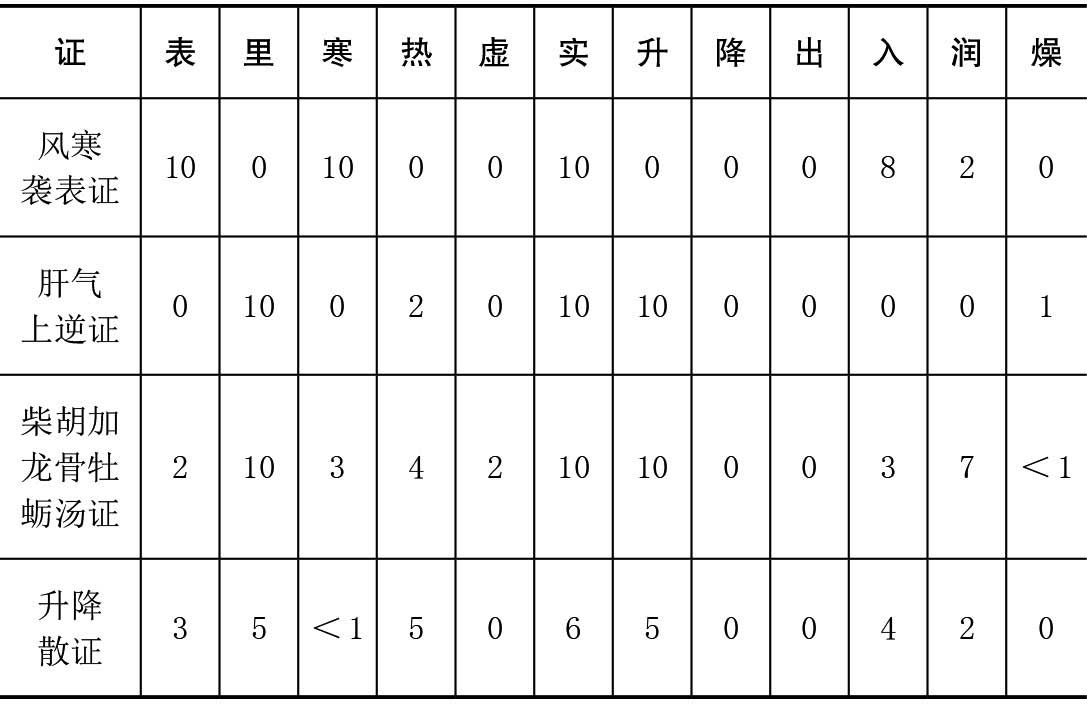 证 表 里 寒 热 虚 实 升 降 出 入 润 燥
风寒
袭表证 10 0 10 0 0 10 0 0 0 8 2 0
肝气
上逆证 0 10 0 2 0 10 10 0 0 0 0 1
柴胡加
龙骨牡 2 10 3 4 2 10 10 0 0 3 7 <1
蛎汤证
升降
散证 3 5 <1 5 0 6 5 0 0 4 2 0